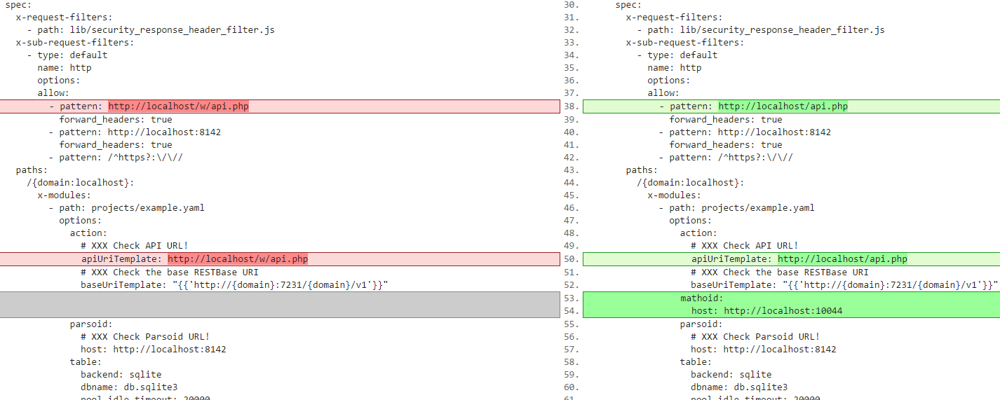 spec:
x-request-filters:
- path: lib/security_response_header_filter.js
x-sub-request-filters:
- type: default
name: http
options:
allow:
- pattern: http://localhost/w/api.php
forward_headers: true
- pattern: http://localhost:8142
forward_headers: true
- pattern: /^https?:\/\//
paths:
/{domain:localhost}:
x-modules:
- path: projects/example.yaml
options:
action:
# XXX Check API URL!
apiUriTemplate: http://localhost/w/api.php
# XXX Check the base RESTBase URI
baseUriTemplate: "{{'http://{domain}:7231/{domain}/v1'}}"
parsoid:
# XXX Check Parsoid URL!
host: http://localhost:8142
table:
backend: sqlite
dbname: db.sqlite3
pool_idle_timeout: 20000
30. spec:
31. x-request-filters:
32. - path: lib/security_response_header_filter.js
33. x-sub-request-filters:
34. - type: default
35. name: http
36. options:
37. allow:
38. - pattern: http://localhost/api.php
39. forward_headers: true
40. - pattern: http://localhost:8142
41. forward_headers: true
42. - pattern: /^https?:\/\//
43. paths:
44. /{domain:localhost}:
45. x-modules:
46. - path: projects/example.yaml
47. options:
48. action:
49. # XXX Check API URL!
50. apiUriTemplate: http://localhost/api.php
51. # XXX Check the base RESTBase URI
52. baseUriTemplate: "{{'http://{domain}:7231/{domain}/v1'}}"
53. mathoid:
54. host: http://localhost:10044
55. parsoid:
56. # XXX Check Parsoid URL!
57. host: http://localhost:8142
58. table:
59. backend: sqlite
60. dbname: db.sqlite3
61. pool_idle_timeout: 20000